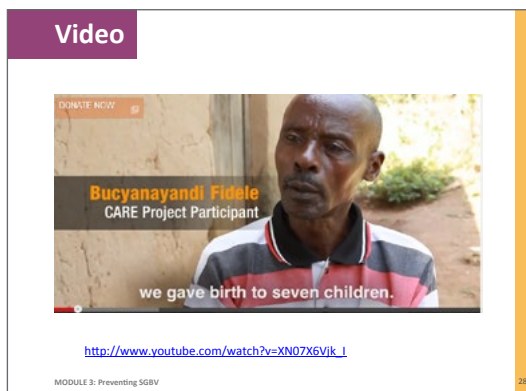 Video
DONATE NOW
Bucyanayandi Fidele
CARE Project Participant
we gave birth to seven children.
http://www.youtube.com/watch?v=XN07X6Vjk_I
MODULE 3: Preventing SGBV
28